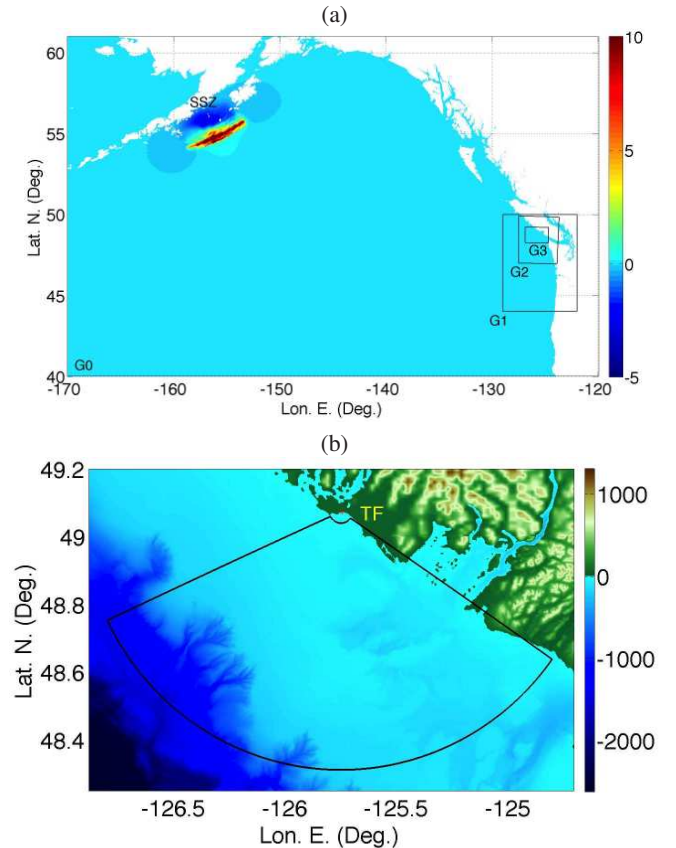 (a)
60
55
50
45
40
Lat. N. (Deg.)
SSZ
G3
G2
G1
G0
-170
-160
-150
-140
-130
-120
Lon. E. (Deg.)
10
5
0
-5
(b)
49.2
49
48.8
48.6
48.4
Lat. N. (Deg.)
TF
-126.5
-126
-125.5
-125
Lon. E. (Deg.)
1000
0
-1000
-2000